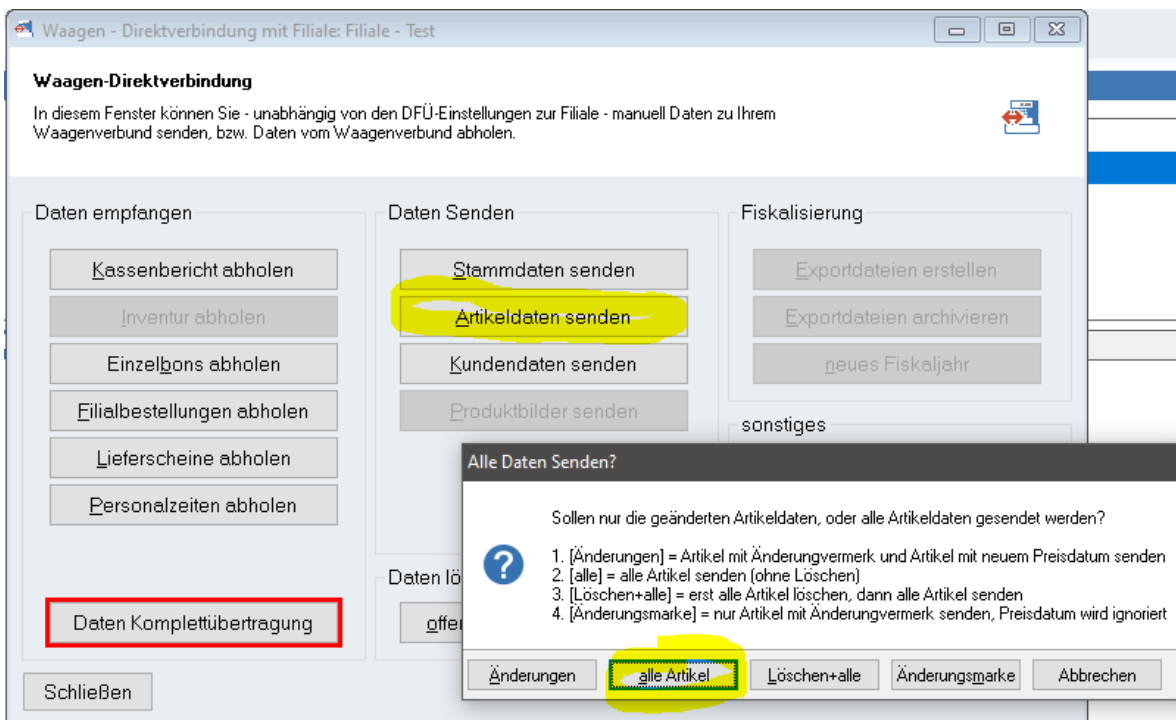 Waagen - Direktverbindung mit Filiale: Filiale - Test
Waagen-Direktverbindung
In diesem Fenster können Sie - unabhängig von den DFÜ-Einstellungen zur Filiale - manuell Daten zu Ihrem
Waagenverbund senden, bzw. Daten vom Waagenverbund abholen.
Daten empfangen
Kassenbericht abholen
Inventur abholen
Einzelbons abholen
Filialbestellungen abholen
Lieferscheine abholen
Personalzeiten abholen
Daten Komplettübertragung
Schließen
Daten Senden
Stammdaten senden
Artikeldaten senden
Kundendaten senden
Produktbilder senden
Daten lö
offe
Fiskalisierung
Exportdateien erstellen
Exportdateien archivieren
neues Fiskaljahr
sonstiges
Alle Daten Senden?
Sollen nur die geänderten Artikeldaten, oder alle Artikeldaten gesendet werden?
1. [Änderungen] = Artikel mit Änderungvermerk und Artikel mit neuem Preisdatum senden
2. [alle] = alle Artikel senden (ohne Löschen)
3. [Löschen+alle] = erst alle Artikel löschen, dann alle Artikel senden
4. [Änderungsmarke] = nur Artikel mit Änderungvermerk senden, Preisdatum wird ignoriert
Änderungen
alle Artikel
Löschen+alle
Änderungsmarke
Abbrechen